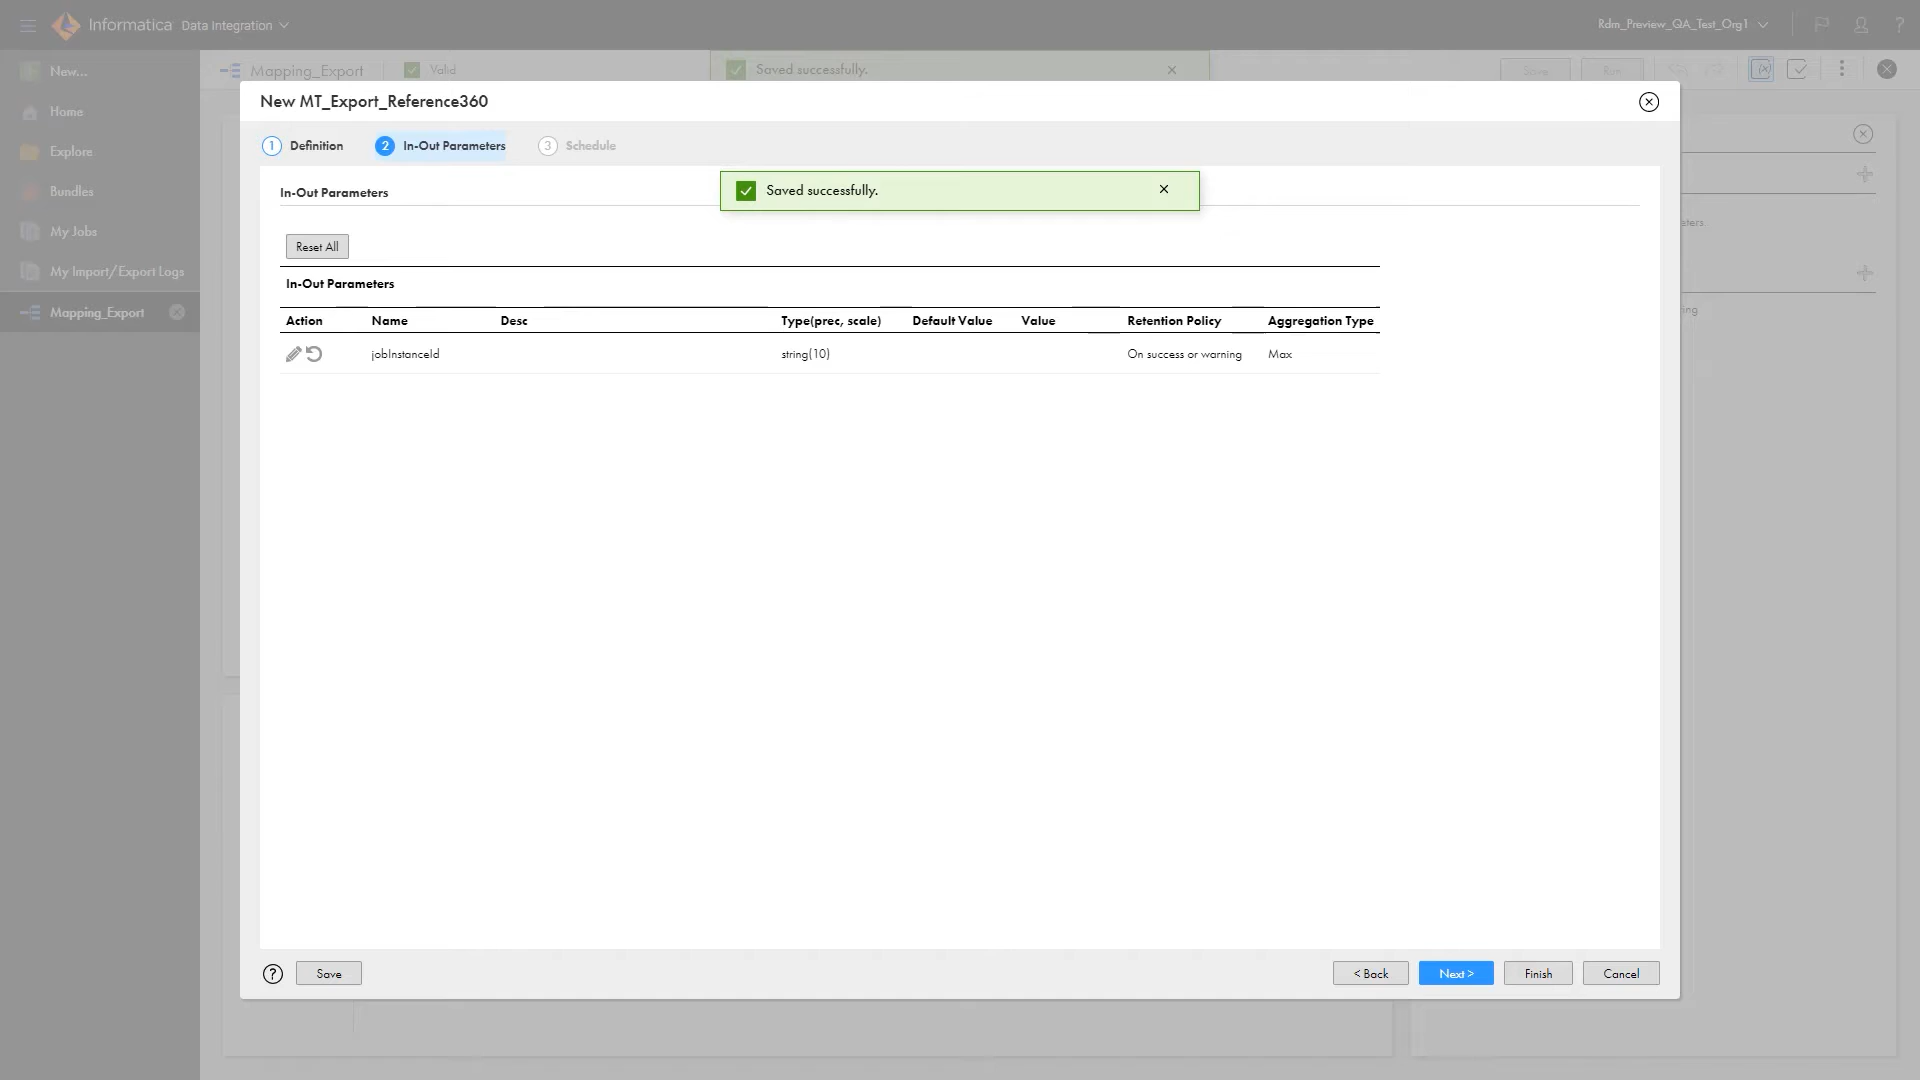 Informatica Data Integration
Rdm_Preview_QA_Test_Org1
?
New...
Home
Explore
Bundles
My Jobs
My Import/Export Logs
Mapping_Export
Mapping_Export
Valid
Saved successfully.
Save
Run
New MT_Export_Reference360
1 Definition
2 In-Out Parameters
3 Schedule
In-Out Parameters
Saved successfully.
Reset All
In-Out Parameters
Action Name Desc Type(prec, scale) Default Value Value Retention Policy Aggregation Type
jobInstanceId string(10) On success or warning Max
? Save < Back Next > Finish Cancel